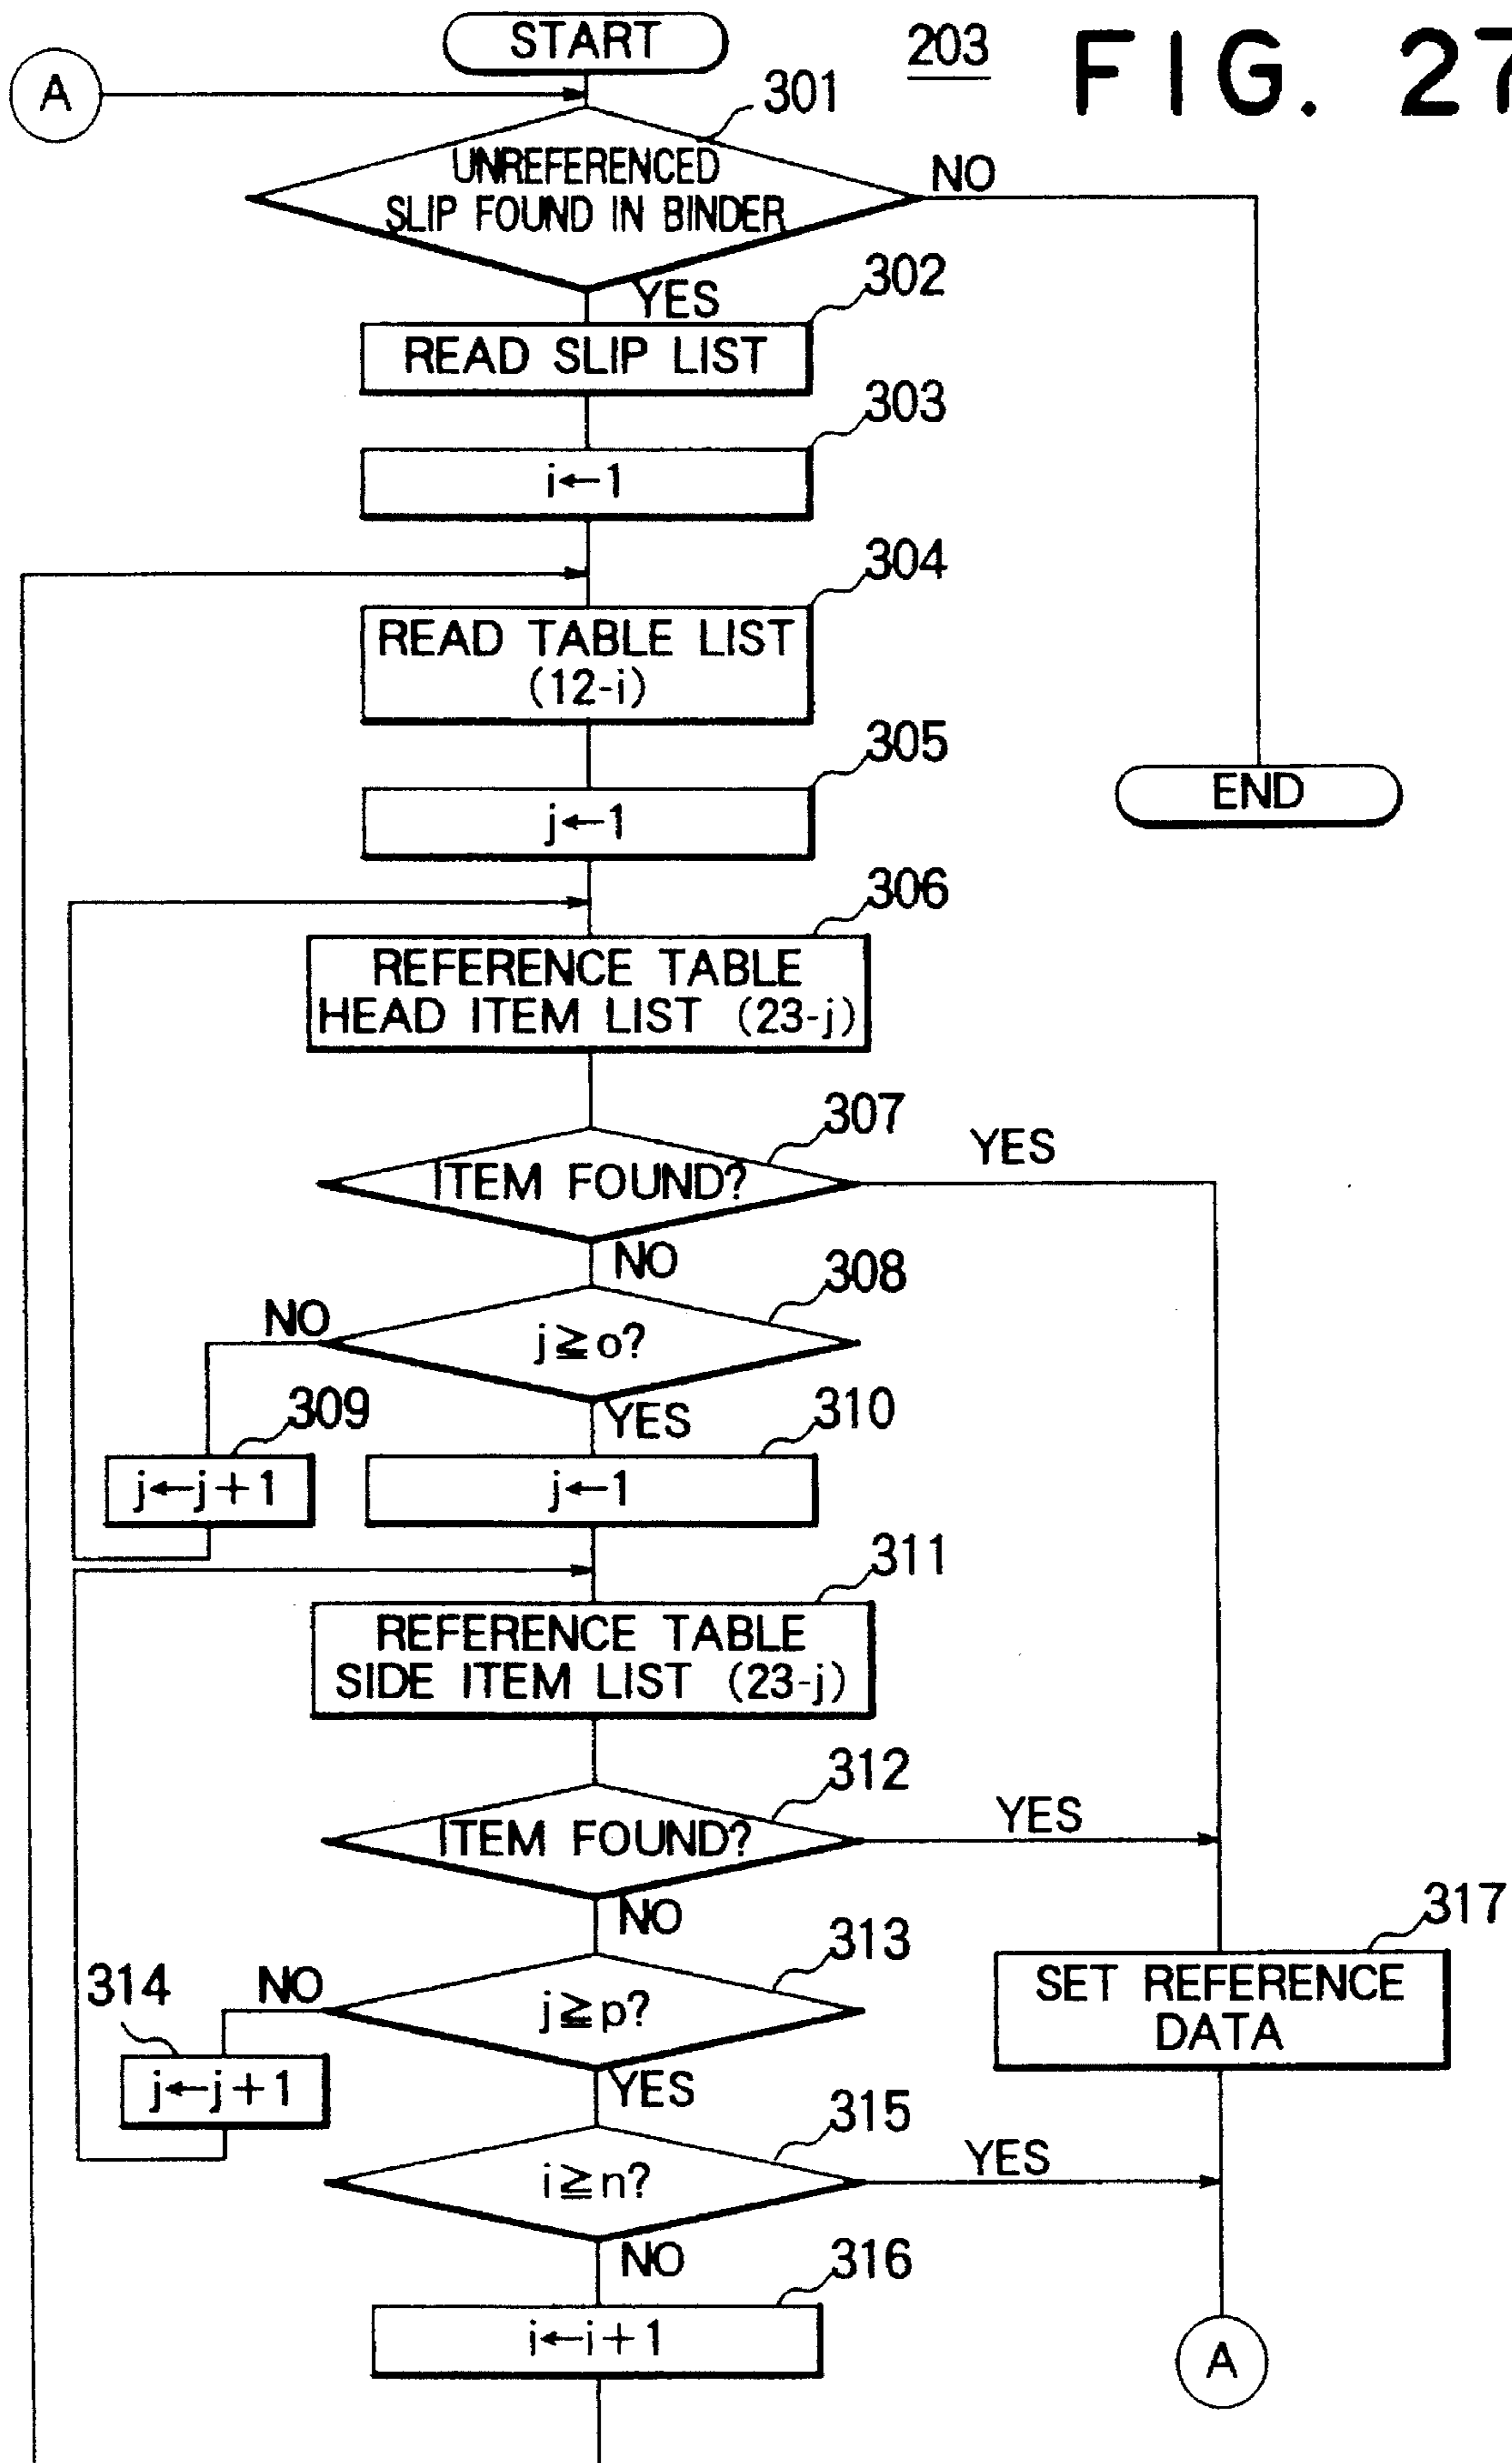 START
203
FIG. 27
A
301
UNREFERENCED
SLIP FOUND IN BINDER
NO
YES
302
READ SLIP LIST
303
i←1
304
READ TABLE LIST
(12-i)
305
j←1
END
306
REFERENCE TABLE
HEAD ITEM LIST (23-j)
307
ITEM FOUND?
YES
NO
308
j≧o?
NO
YES
309
j←j+1
310
j←1
311
REFERENCE TABLE
SIDE ITEM LIST (23-j)
312
ITEM FOUND?
YES
NO
313
j≧p?
NO
YES
314
j←j+1
317
SET REFERENCE
DATA
315
i≧n?
YES
NO
316
i←i+1
A